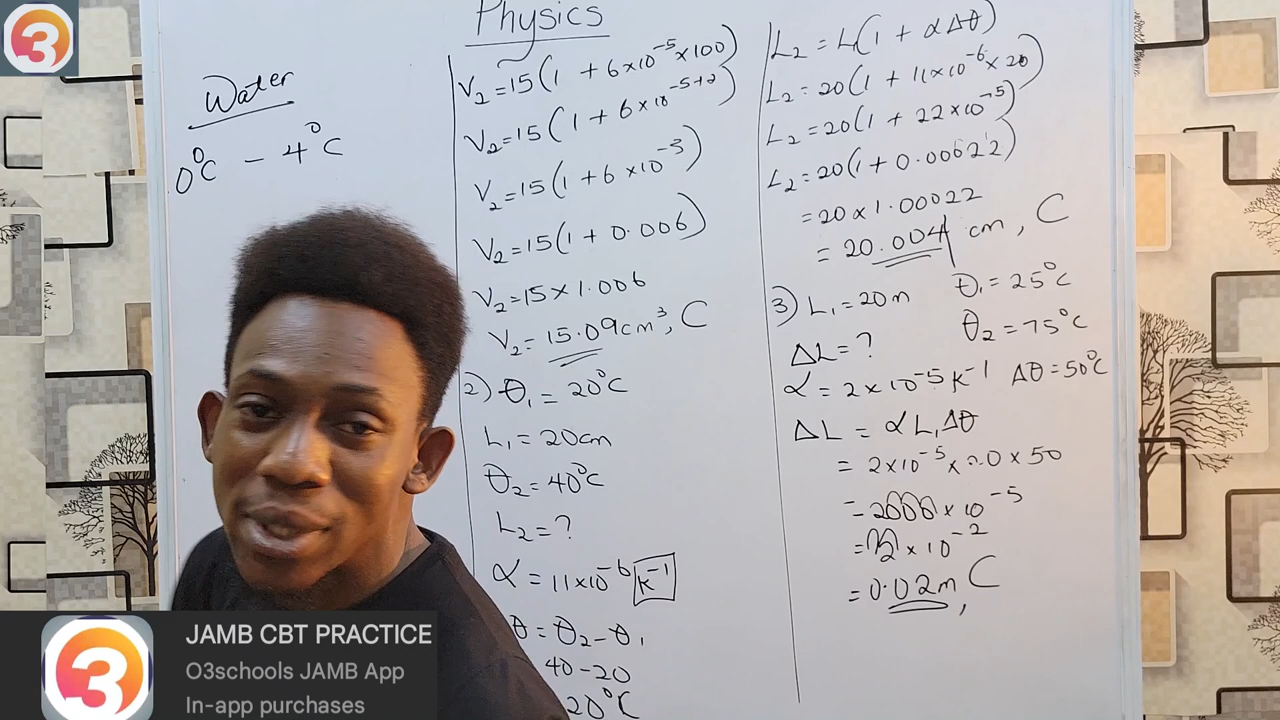 3
Physics
Water
0°C - 4°C
V₂ = 15(1 + 6×10⁻⁵×100)
V₂ = 15(1 + 6×10⁻⁵⁺²)
V₂ = 15(1 + 6×10⁻³)
V₂ = 15(1 + 0.006)
V₂ = 15 × 1.006
V₂ = 15.09cm³, C
2) θ₁ = 20°C
L₁ = 20cm
θ₂ = 40°C
L₂ = ?
α = 11×10⁻⁶ K⁻¹
θ = θ₂ - θ₁
40 - 20
20°C
L₂ = L(1 + αΔθ)
L₂ = 20(1 + 11×10⁻⁶ × 20)
L₂ = 20(1 + 22×10⁻⁵)
L₂ = 20(1 + 0.00022)
= 20 × 1.00022
= 20.004 cm, C
3) L₁ = 20m θ₁ = 25°C
ΔL = ? θ₂ = 75°C
α = 2×10⁻⁵ K⁻¹ Δθ = 50°C
ΔL = αL₁Δθ
= 2×10⁻⁵ × 20 × 50
= 2000 × 10⁻⁵
= 2 × 10⁻²
= 0.02m, C
3
JAMB CBT PRACTICE
O3schools JAMB App
In-app purchases